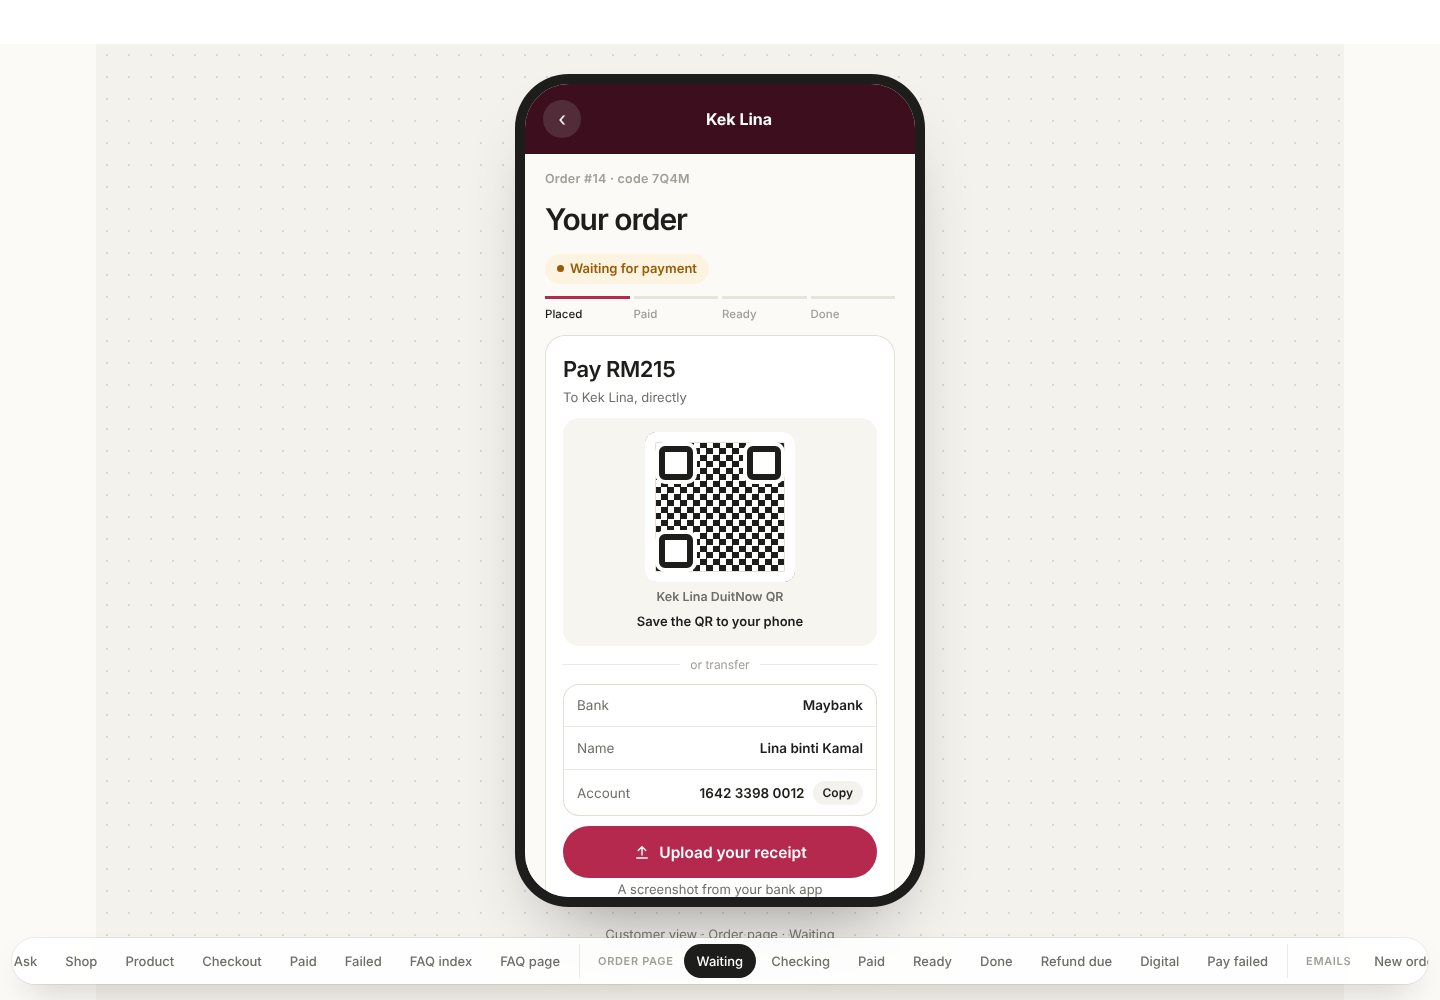 Kek Lina
Order #14 · code 7Q4M
Your order
Waiting for payment
Placed Paid Ready Done
Pay RM215
To Kek Lina, directly
Kek Lina DuitNow QR
Save the QR to your phone
or transfer
Bank Maybank
Name Lina binti Kamal
Account 1642 3398 0012 Copy
Upload your receipt
A screenshot from your bank app
Customer view · Order page · Waiting
Ask Shop Product Checkout Paid Failed FAQ index FAQ page ORDER PAGE Waiting Checking Paid Ready Done Refund due Digital Pay failed EMAILS New